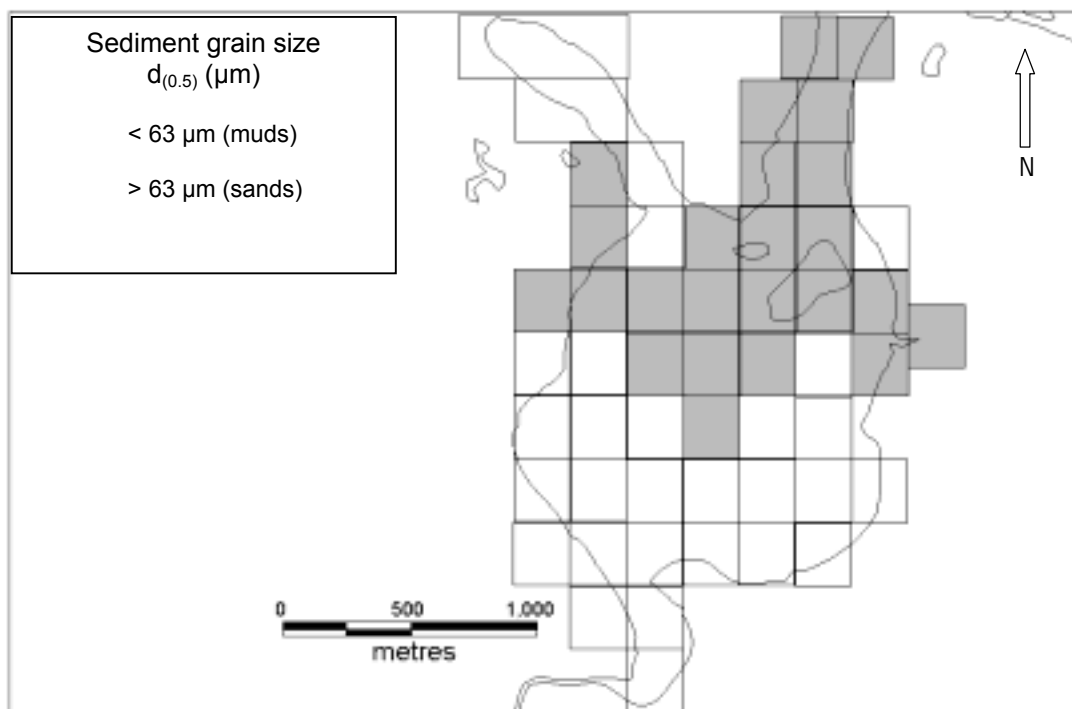 Sediment grain size
d(0.5) (µm)
< 63 µm (muds)
> 63 µm (sands)
N
0 500 1,000
metres